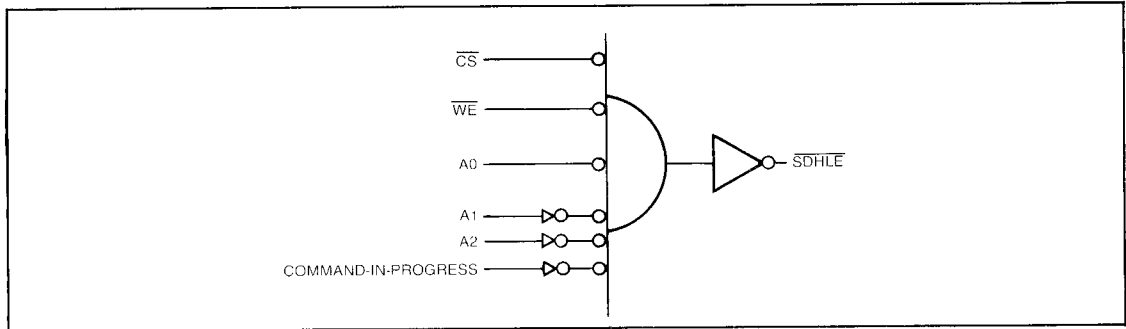 CS
WE
SDHLE
A0
A1
A2
COMMAND-IN-PROGRESS